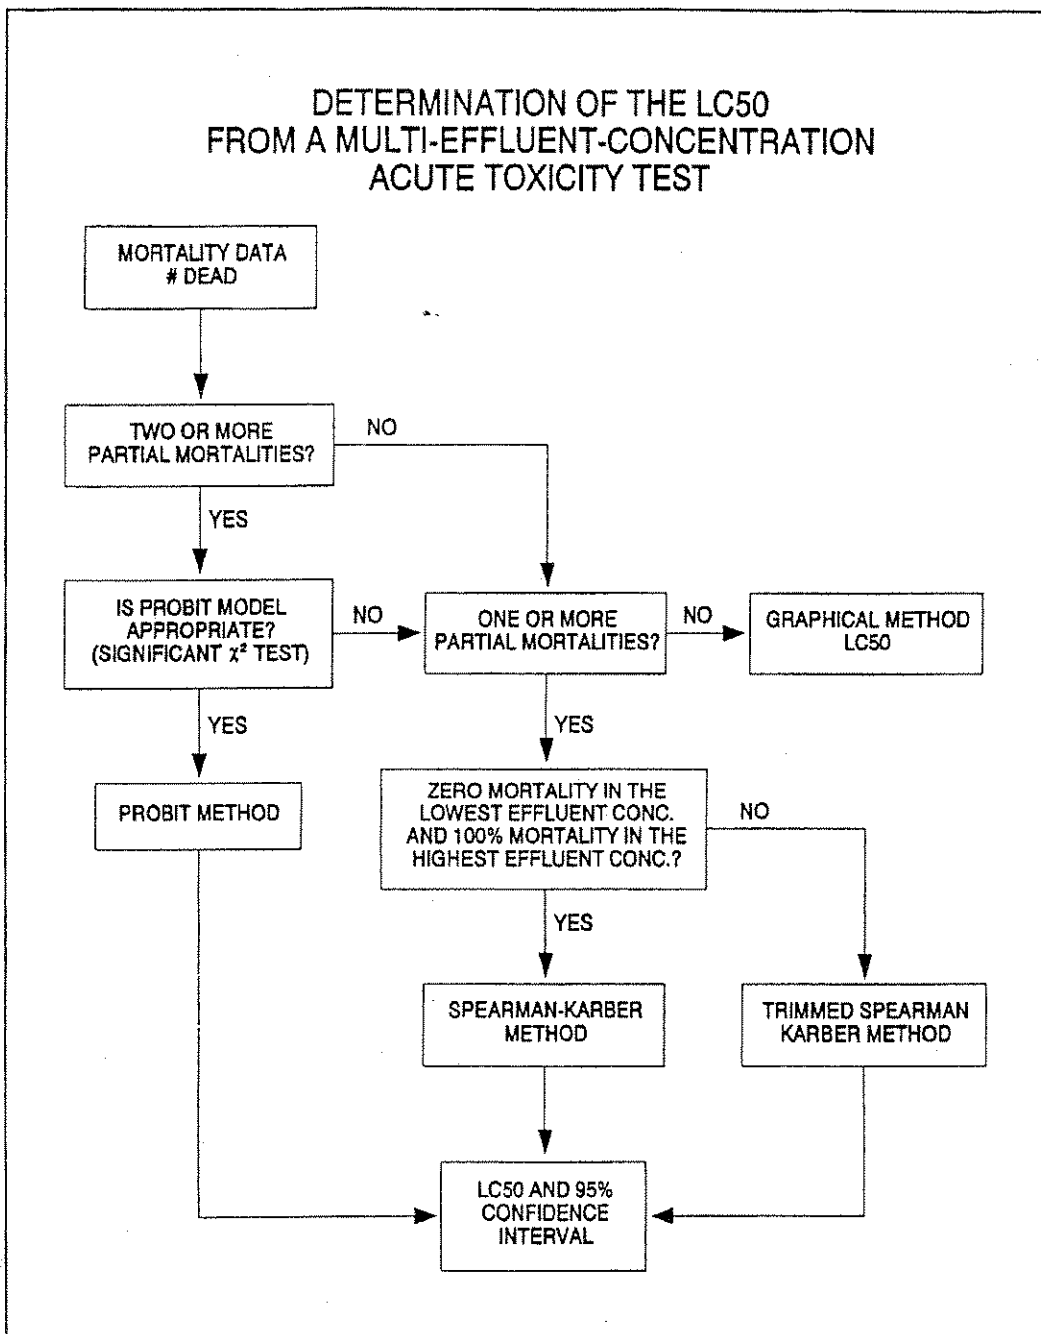 DETERMINATION OF THE LC50
FROM A MULTI-EFFLUENT-CONCENTRATION
ACUTE TOXICITY TEST
MORTALITY DATA
# DEAD
TWO OR MORE
PARTIAL MORTALITIES?
NO
YES
IS PROBIT MODEL
APPROPRIATE?
(SIGNIFICANT χ² TEST)
NO
ONE OR MORE
PARTIAL MORTALITIES?
NO
GRAPHICAL METHOD
LC50
YES
YES
PROBIT METHOD
ZERO MORTALITY IN THE
LOWEST EFFLUENT CONC.
AND 100% MORTALITY IN THE
HIGHEST EFFLUENT CONC.?
NO
YES
SPEARMAN-KARBER
METHOD
TRIMMED SPEARMAN
KARBER METHOD
LC50 AND 95%
CONFIDENCE
INTERVAL